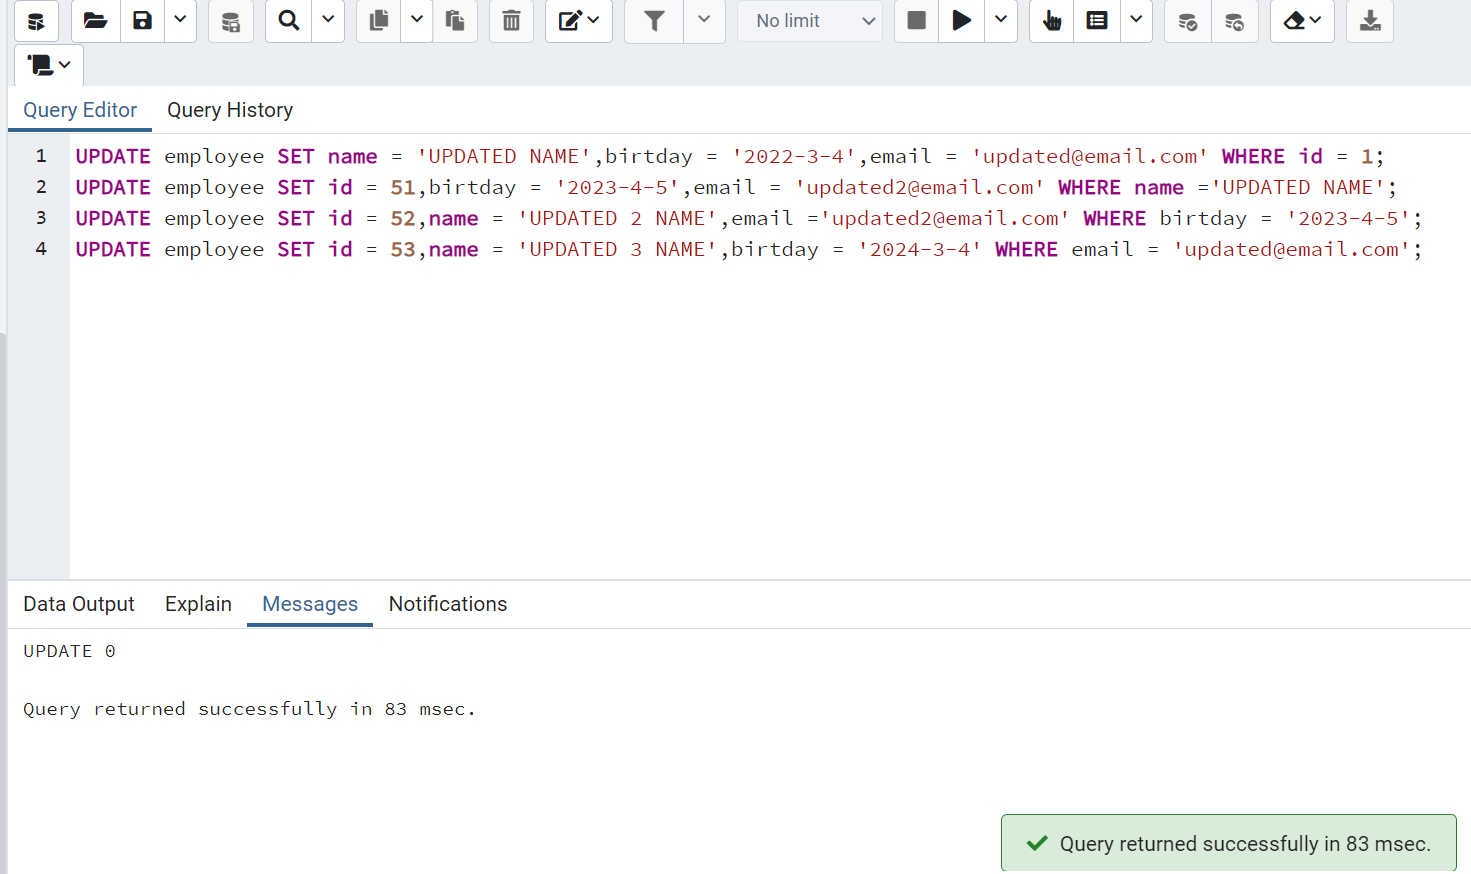 No limit
Query Editor Query History
1 UPDATE employee SET name = 'UPDATED NAME',birtday = '2022-3-4',email = 'updated@email.com' WHERE id = 1;
2 UPDATE employee SET id = 51,birtday = '2023-4-5',email = 'updated2@email.com' WHERE name ='UPDATED NAME';
3 UPDATE employee SET id = 52,name = 'UPDATED 2 NAME',email ='updated2@email.com' WHERE birtday = '2023-4-5';
4 UPDATE employee SET id = 53,name = 'UPDATED 3 NAME',birtday = '2024-3-4' WHERE email = 'updated@email.com';
Data Output Explain Messages Notifications
UPDATE 0
Query returned successfully in 83 msec.
Query returned successfully in 83 msec.